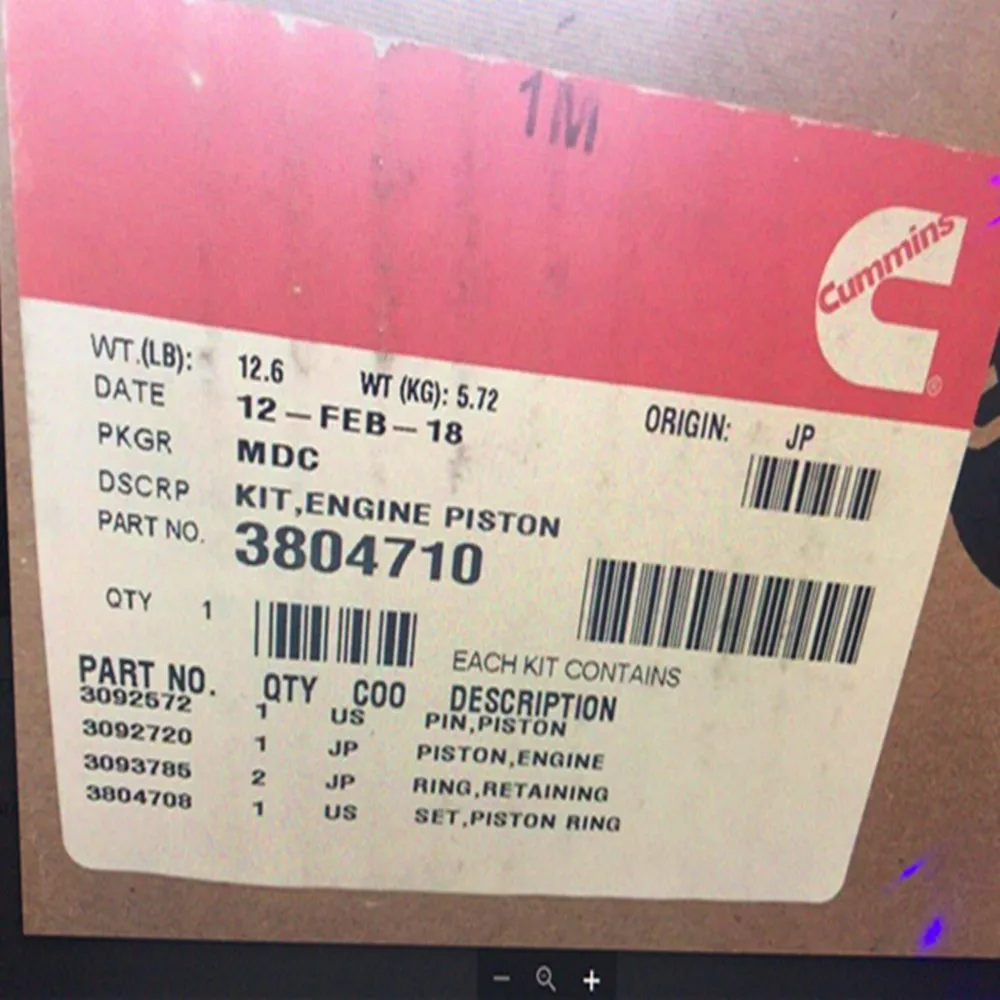 1M
Cummins
®
WT.(LB): 12.6 WT (KG): 5.72
DATE 12-FEB-18
ORIGIN: JP
PKGR MDC
DSCRP KIT,ENGINE PISTON
PART NO. 3804710
QTY 1
EACH KIT CONTAINS
PART NO. QTY COO DESCRIPTION
3092572 1 US PIN,PISTON
3092720 1 JP PISTON,ENGINE
3093785 2 JP RING,RETAINING
3804708 1 US SET,PISTON RING